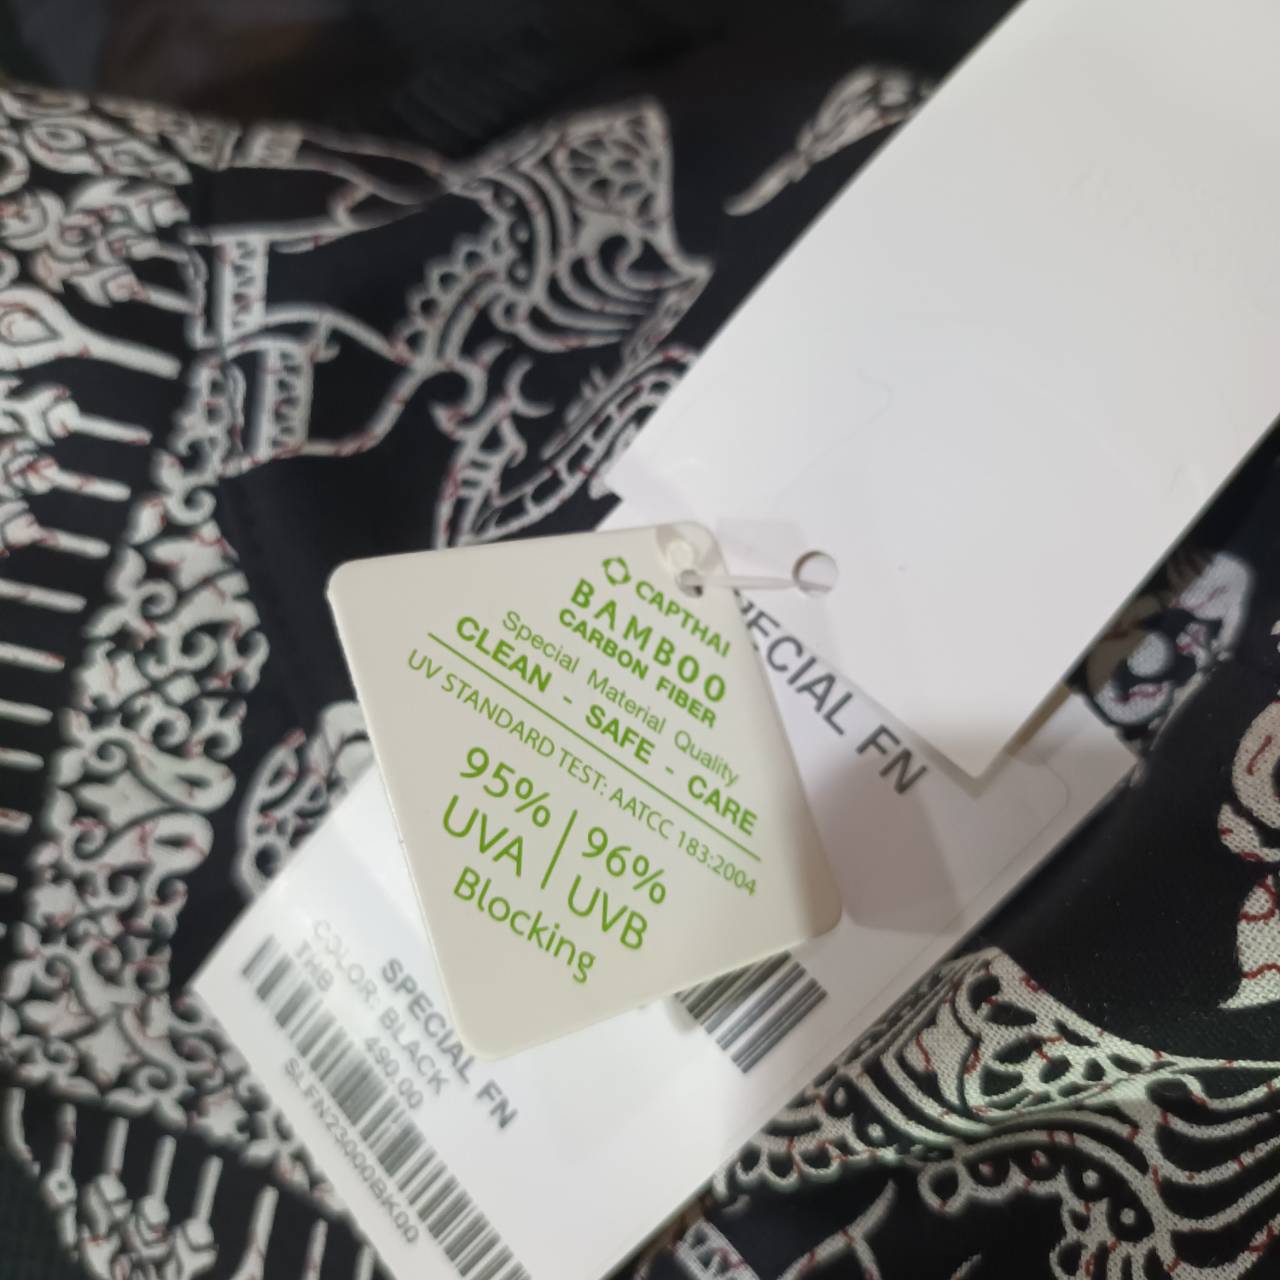 CAPTHAI
BAMBOO
CARBON FIBER
Special Material Quality
CLEAN - SAFE - CARE
UV STANDARD TEST: AATCC 183:2004
95% | 96%
UVA | UVB
Blocking
SPECIAL FN
SPECIAL FN
COLOR: BLACK
IHB 490.00
SLFN23000BK00